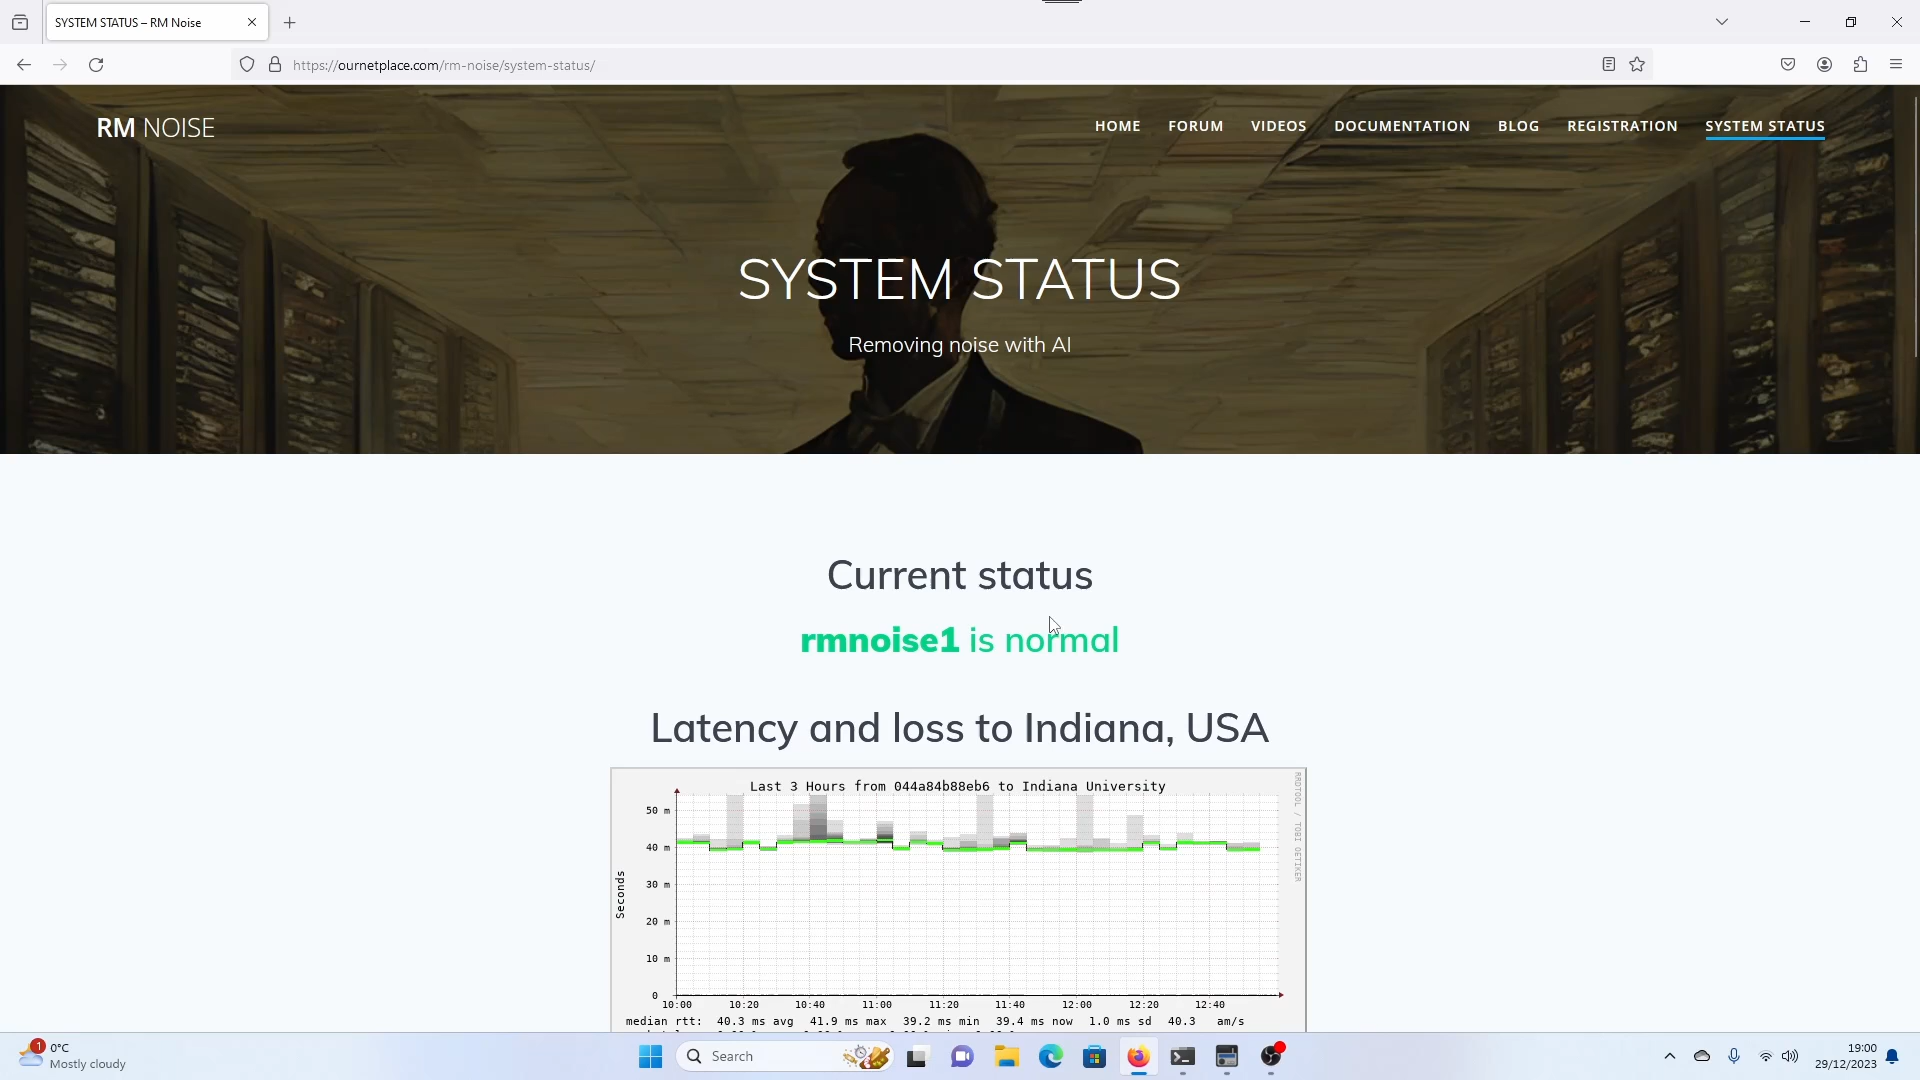 SYSTEM STATUS – RM Noise
https://ournetplace.com/rm-noise/system-status/
RM NOISE
HOME FORUM VIDEOS DOCUMENTATION BLOG REGISTRATION SYSTEM STATUS
SYSTEM STATUS
Removing noise with AI
Current status
rmnoise1 is normal
Latency and loss to Indiana, USA
Last 3 Hours from 044a84b88eb6 to Indiana University
RRDTOOL / TOBI OETIKER
Seconds
50 m
40 m
30 m
20 m
10 m
0
10:00 10:20 10:40 11:00 11:20 11:40 12:00 12:20 12:40
median rtt: 40.3 ms avg 41.9 ms max 39.2 ms min 39.4 ms now 1.0 ms sd 40.3 am/s
1
0°C
Mostly cloudy
Search
19:00
29/12/2023